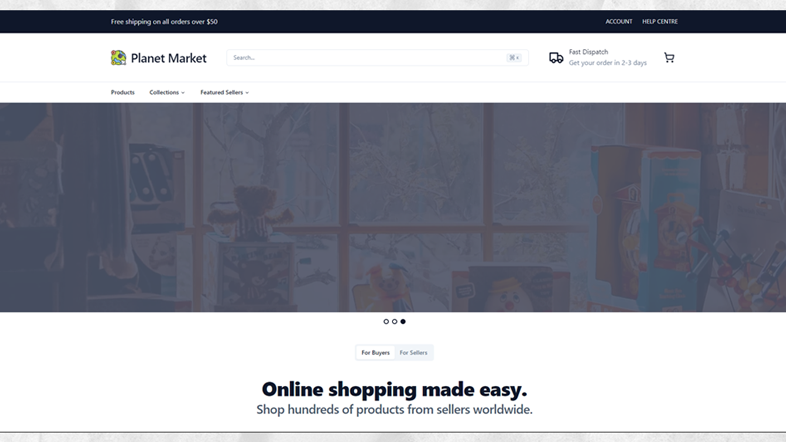 Free shipping on all orders over $50
ACCOUNT HELP CENTRE
Planet Market
Search...
Fast Dispatch
Get your order in 2-3 days
Products Collections Featured Sellers
For Buyers For Sellers
Online shopping made easy.
Shop hundreds of products from sellers worldwide.